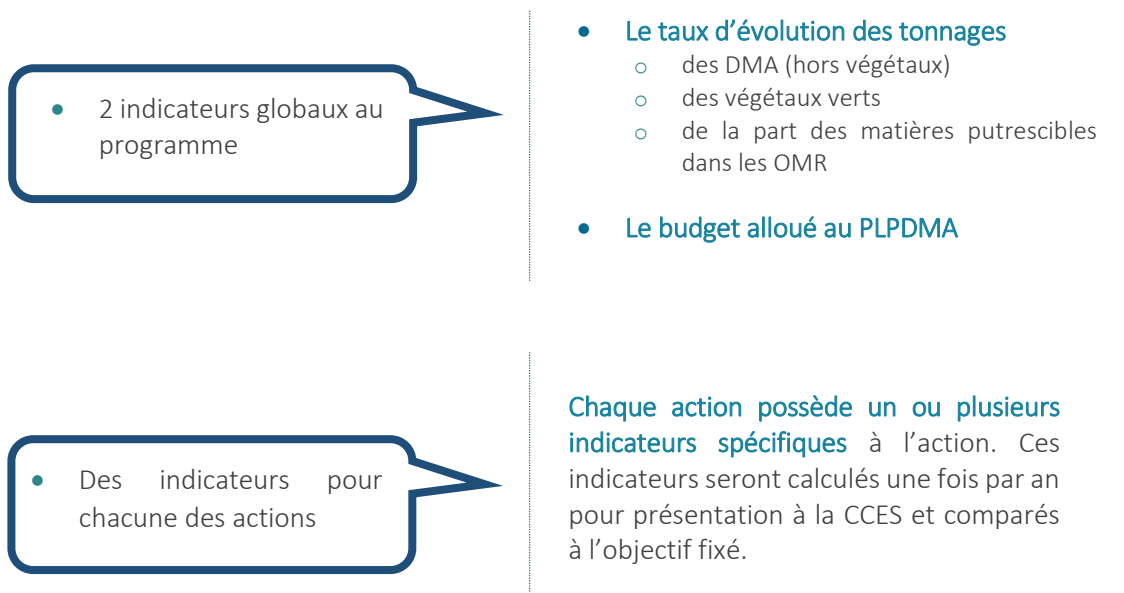 • 2 indicateurs globaux au
programme
• Le taux d’évolution des tonnages
o des DMA (hors végétaux)
o des végétaux verts
o de la part des matières putrescibles
dans les OMR
• Le budget alloué au PLPDMA
• Des indicateurs pour
chacune des actions
Chaque action possède un ou plusieurs
indicateurs spécifiques à l’action. Ces
indicateurs seront calculés une fois par an
pour présentation à la CCES et comparés
à l’objectif fixé.